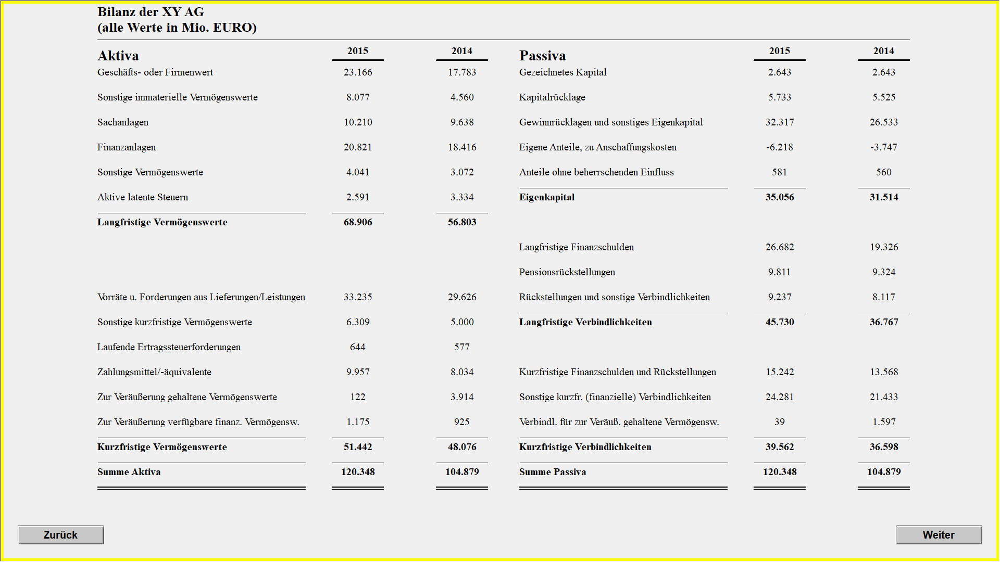 Bilanz der XY AG
(alle Werte in Mio. EURO)
Aktiva 2015 2014
Geschäfts- oder Firmenwert 23.166 17.783
Sonstige immaterielle Vermögenswerte 8.077 4.560
Sachanlagen 10.210 9.638
Finanzanlagen 20.821 18.416
Sonstige Vermögenswerte 4.041 3.072
Aktive latente Steuern 2.591 3.334
Langfristige Vermögenswerte 68.906 56.803
Vorräte u. Forderungen aus Lieferungen/Leistungen 33.235 29.626
Sonstige kurzfristige Vermögenswerte 6.309 5.000
Laufende Ertragssteuerforderungen 644 577
Zahlungsmittel/-äquivalente 9.957 8.034
Zur Veräußerung gehaltene Vermögenswerte 122 3.914
Zur Veräußerung verfügbare finanz. Vermögensw. 1.175 925
Kurzfristige Vermögenswerte 51.442 48.076
Summe Aktiva 120.348 104.879
Passiva 2015 2014
Gezeichnetes Kapital 2.643 2.643
Kapitalrücklage 5.733 5.525
Gewinnrücklagen und sonstiges Eigenkapital 32.317 26.533
Eigene Anteile, zu Anschaffungskosten -6.218 -3.747
Anteile ohne beherrschenden Einfluss 581 560
Eigenkapital 35.056 31.514
Langfristige Finanzschulden 26.682 19.326
Pensionsrückstellungen 9.811 9.324
Rückstellungen und sonstige Verbindlichkeiten 9.237 8.117
Langfristige Verbindlichkeiten 45.730 36.767
Kurzfristige Finanzschulden und Rückstellungen 15.242 13.568
Sonstige kurzfr. (finanzielle) Verbindlichkeiten 24.281 21.433
Verbindl. für zur Veräuß. gehaltene Vermögensw. 39 1.597
Kurzfristige Verbindlichkeiten 39.562 36.598
Summe Passiva 120.348 104.879
Zurück
Weiter